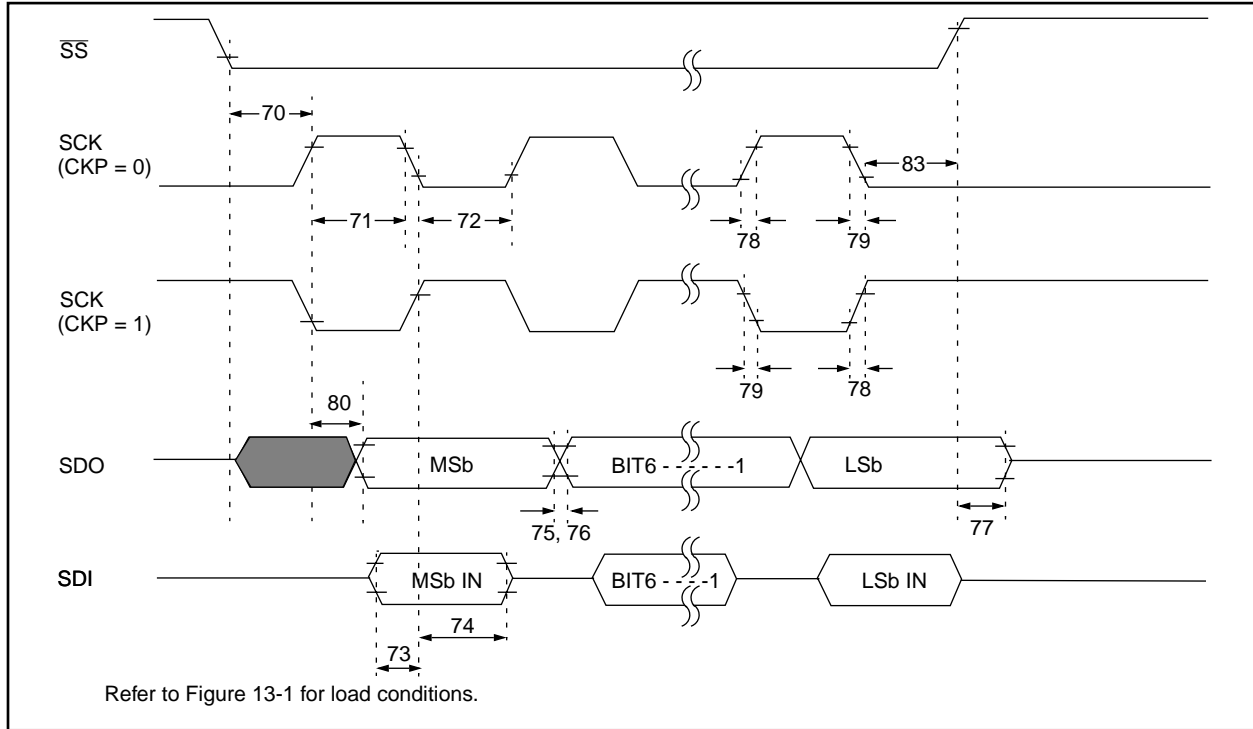 SS
70
SCK
(CKP = 0)
83
71
72
78
79
SCK
(CKP = 1)
79
78
80
SDO
MSb
BIT6 - - - - - -1
LSb
75, 76
77
SDI
MSb IN
BIT6 - - - -1
LSb IN
74
73
Refer to Figure 13-1 for load conditions.